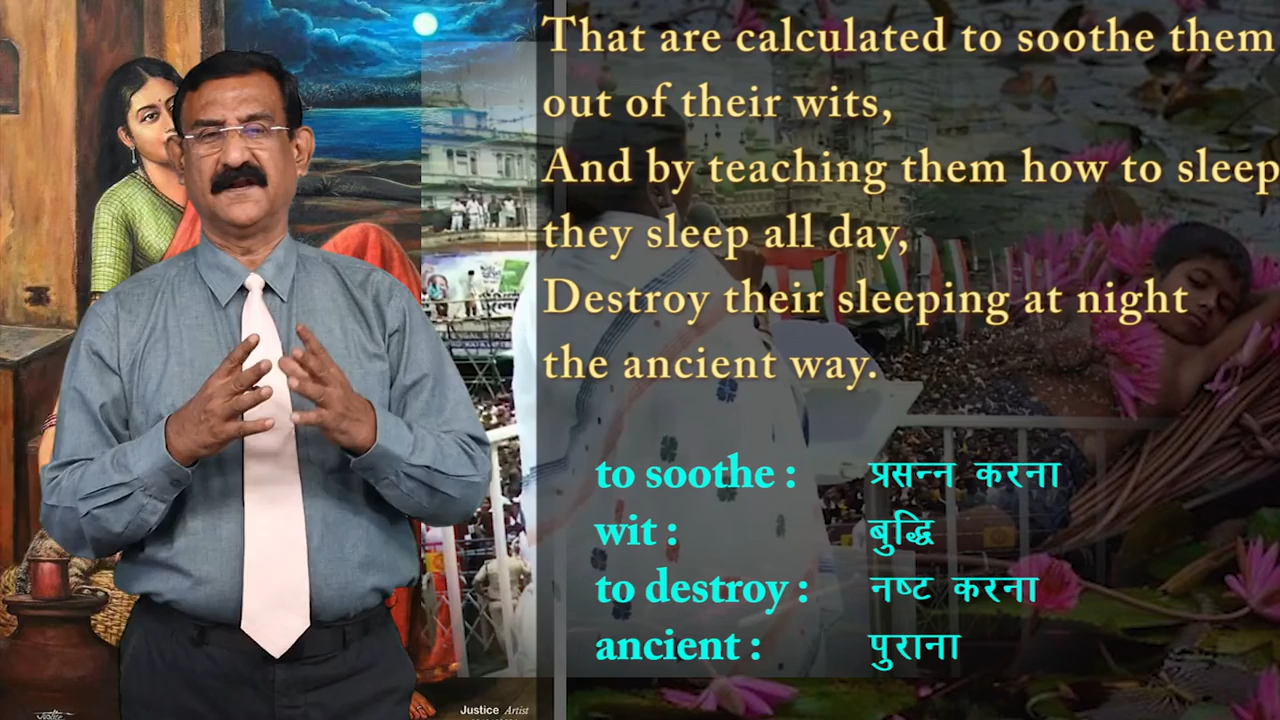 That are calculated to soothe them
out of their wits,
And by teaching them how to sleep
they sleep all day,
Destroy their sleeping at night
the ancient way.
to soothe : प्रसन्न करना
wit : बुद्धि
to destroy : नष्ट करना
ancient : पुराना
Justice Artist